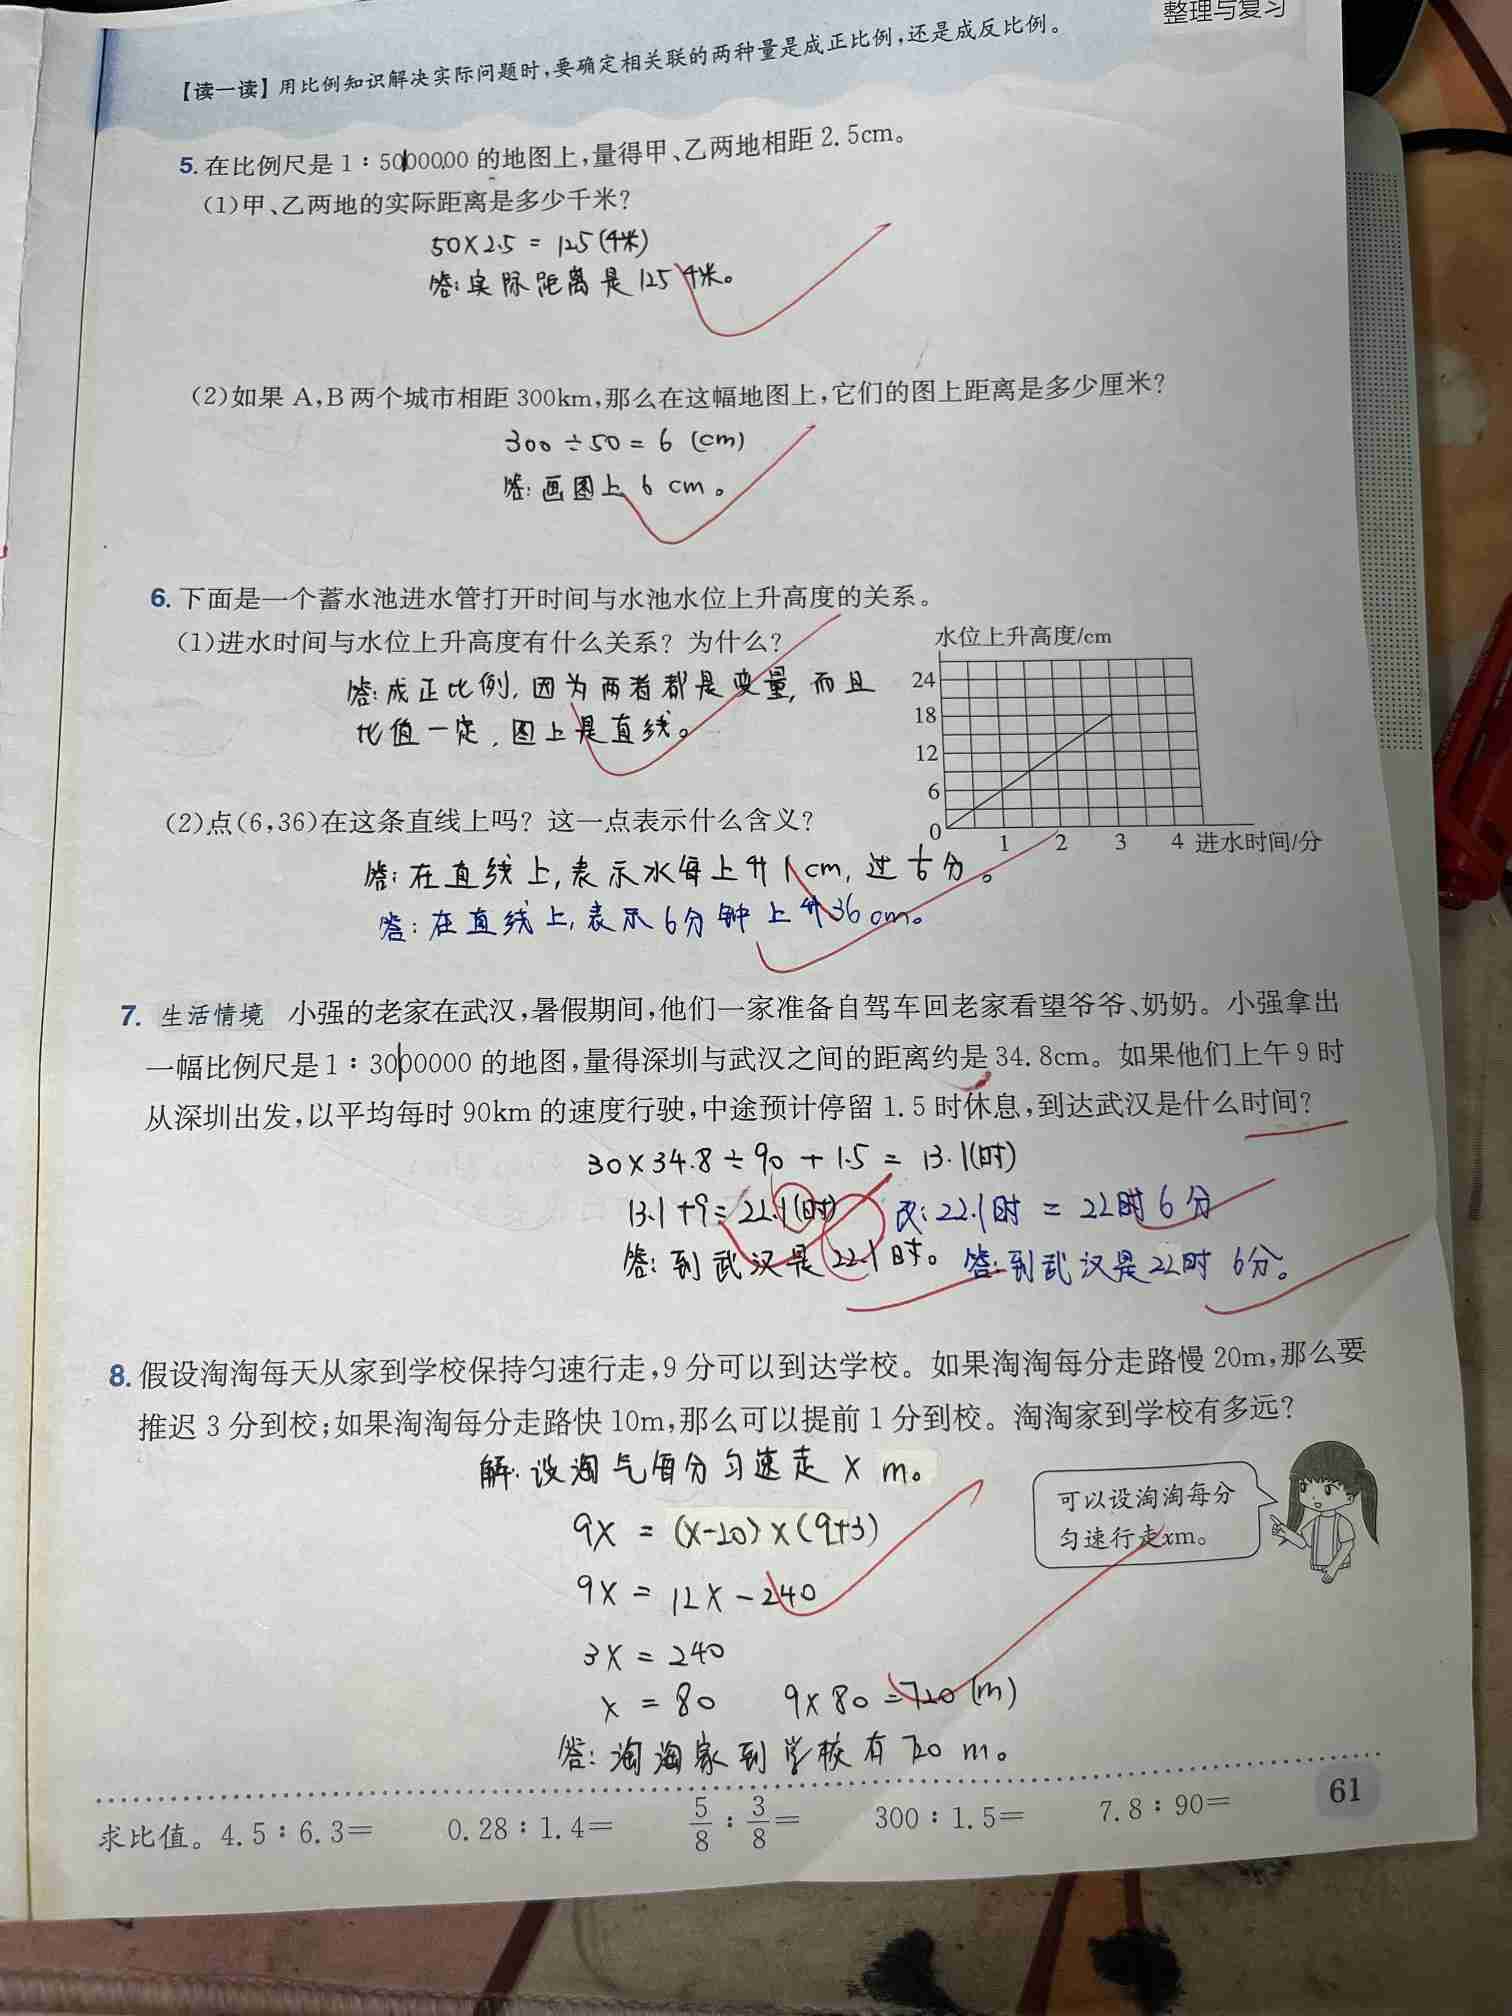 整理与复习
【读一读】用比例知识解决实际问题时，要确定相关联的两种量是成正比例，还是成反比例。
5. 在比例尺是 1∶5000000 的地图上，量得甲、乙两地相距 2.5cm。
(1)甲、乙两地的实际距离是多少千米？
50×2.5 = 125(千米)
答：实际距离是125千米。
(2)如果 A，B两个城市相距 300km，那么在这幅地图上，它们的图上距离是多少厘米？
300÷50=6 (cm)
答：画图上 6 cm。
6. 下面是一个蓄水池进水管打开时间与水池水位上升高度的关系。
(1)进水时间与水位上升高度有什么关系？为什么？
答：成正比例，因为两者都是变量，而且
比值一定，图上是直线。
水位上升高度/cm
24
18
12
6
0
1 2 3 4 进水时间/分
(2)点(6,36)在这条直线上吗？这一点表示什么含义？
答：在直线上，表示水每上升1cm，过 分。
答：在直线上，表示6分钟上升36cm。
7. 生活情境 小强的老家在武汉，暑假期间，他们一家准备自驾车回老家看望爷爷、奶奶。小强拿出
一幅比例尺是1∶3000000 的地图，量得深圳与武汉之间的距离约是 34.8cm。如果他们上午 9 时
从深圳出发，以平均每时 90km 的速度行驶，中途预计停留 1.5 时休息，到达武汉是什么时间？
30×34.8÷90+1.5=13.1(时)
13.1+9=22.1(时) 改：22.1时 = 22时6分
答：到武汉是22.1时。 答：到武汉是22时6分。
8. 假设淘淘每天从家到学校保持匀速行走，9 分可以到达学校。如果淘淘每分走路慢 20m，那么要
推迟 3 分到校；如果淘淘每分走路快 10m，那么可以提前 1 分到校。淘淘家到学校有多远？
解：设淘气每分匀速走 x m。
9x = (x-20)×(9+3)
9x = 12x-240
3x = 240
x = 80 9×80=720(m)
答：淘淘家到学校有720 m。
可以设淘淘每分
匀速行走xm。
求比值。4.5∶6.3= 0.28∶1.4= 5/8∶3/8= 300∶1.5= 7.8∶90=
61